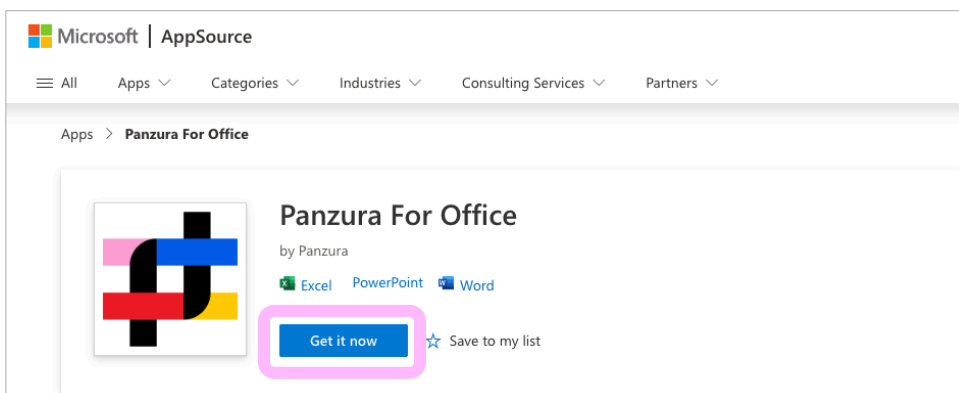 Microsoft | AppSource
All Apps Categories Industries Consulting Services Partners
Apps > Panzura For Office
Panzura For Office
by Panzura
Excel PowerPoint Word
Get it now Save to my list